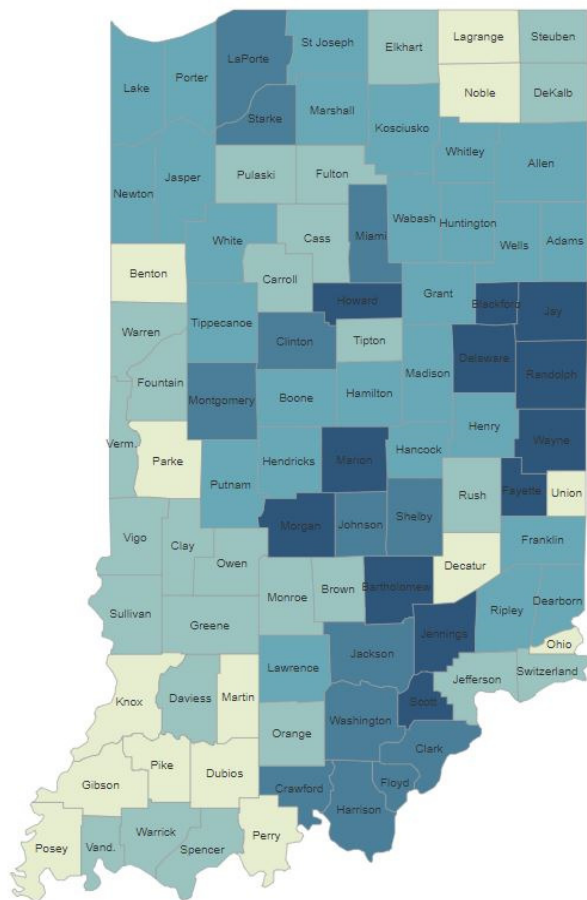 St Joseph
LaPorte
Elkhart
Lagrange
Steuben
Lake
Porter
Noble
DeKalb
Starke
Marshall
Kosciusko
Whitley
Allen
Newton
Jasper
Pulaski
Fulton
Miami
Wabash
Huntington
White
Cass
Wells
Adams
Benton
Carroll
Howard
Grant
Blackford
Jay
Warren
Tippecanoe
Clinton
Tipton
Delaware
Randolph
Fountain
Montgomery
Boone
Hamilton
Madison
Verm.
Parke
Putnam
Hendricks
Marion
Hancock
Henry
Wayne
Vigo
Clay
Owen
Morgan
Johnson
Shelby
Rush
Fayette
Union
Franklin
Sullivan
Greene
Monroe
Brown
Bartholomew
Decatur
Ripley
Dearborn
Jennings
Ohio
Knox
Daviess
Martin
Lawrence
Jackson
Jefferson
Switzerland
Scott
Washington
Orange
Clark
Gibson
Pike
Dubios
Crawford
Floyd
Harrison
Posey
Vand.
Warrick
Spencer
Perry